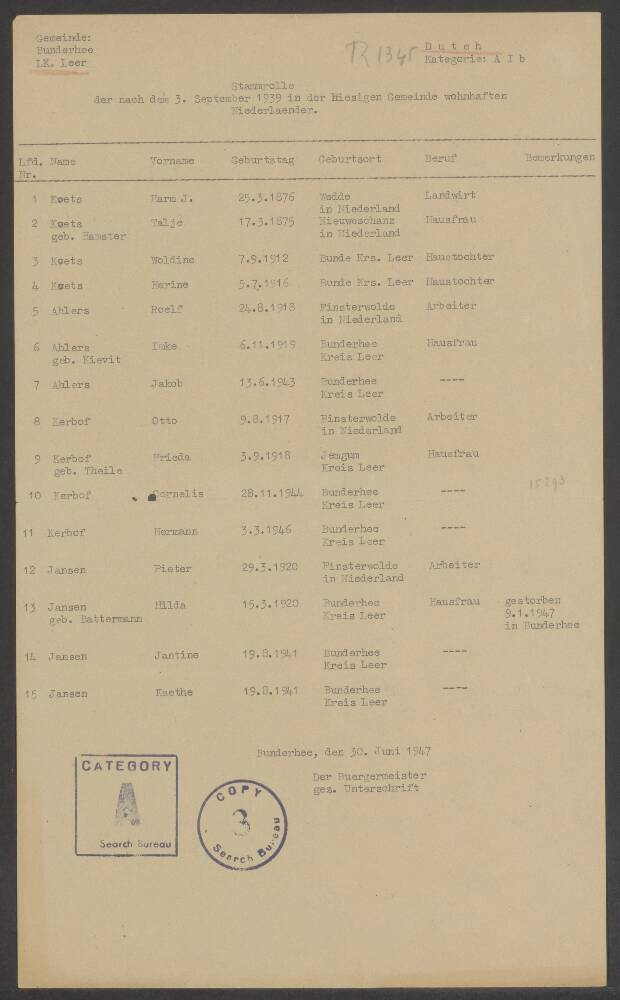 Gemeinde:
Bunderhee
LK. Leer
R 1345
Dutch
Kategorie: A I b
Stammrolle
der nach dem 3. September 1939 in der hiesigen Gemeinde wohnhaften
Niederlaender.
Lfd. Name Vorname Geburtstag Geburtsort Beruf Bemerkungen
Nr.
1 Koets Harm J. 25.3.1876 Wedde Landwirt
in Niederland
2 Koets Taljo 17.3.1875 Nieuweschanz Hausfrau
geb. Hamster in Niederland
3 Koets Woldine 7.9.1912 Bunde Krs. Leer Haustochter
4 Koets Herine 5.7.1916 Bunde Krs. Leer Haustochter
5 Ahlers Roelf 24.8.1918 Finsterwolde Arbeiter
in Niederland
6 Ahlers Imke 6.11.1919 Bunderhee Hausfrau
geb. Kievit Kreis Leer
7 Ahlers Jakob 13.6.1943 Bunderhee ----
Kreis Leer
8 Kerbof Otto 9.8.1917 Finsterwolde Arbeiter
in Niederland
9 Kerbof Frieda 3.9.1918 Jemgum Hausfrau
geb. Theile Kreis Leer
15293
10 Kerbof Cornelis 28.11.1944 Bunderhee ----
Kreis Leer
11 Kerbof Hermann 3.3.1946 Bunderhee ----
Kreis Leer
12 Jansen Pieter 29.3.1920 Finsterwolde Arbeiter
in Niederland
13 Jansen Hilda 15.3.1920 Bunderhee Hausfrau gestorben
geb. Battermann Kreis Leer 9.1.1947
in Bunderhee
14 Jansen Jantine 19.8.1941 Bunderhee ----
Kreis Leer
15 Jansen Kaethe 19.8.1941 Bunderhee ----
Kreis Leer
Bunderhee, den 30. Juni 1947
Der Buergermeister
gez. Unterschrift
CATEGORY
A
Search Bureau
COPY
3
Search Bureau